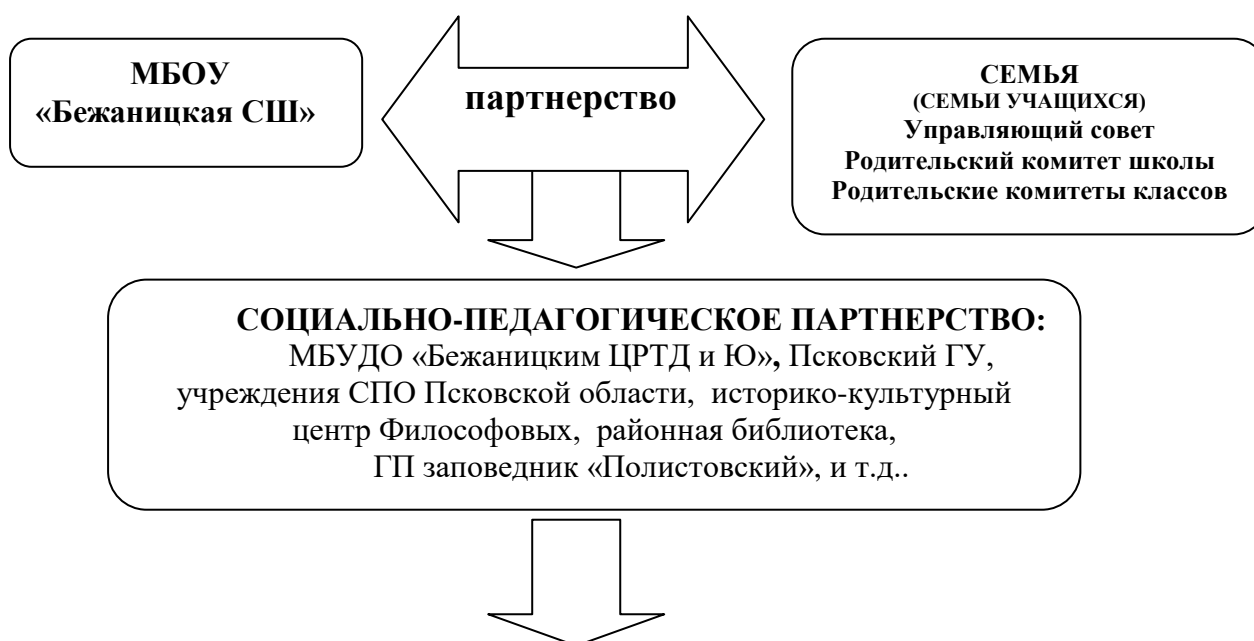 МБОУ
«Бежаницкая СШ»
партнерство
СЕМЬЯ
(СЕМЬИ УЧАЩИХСЯ)
Управляющий совет
Родительский комитет школы
Родительские комитеты классов
СОЦИАЛЬНО-ПЕДАГОГИЧЕСКОЕ ПАРТНЕРСТВО:
МБУДО «Бежаницким ЦРТД и Ю», Псковский ГУ,
учреждения СПО Псковской области, историко-культурный
центр Философовых, районная библиотека,
ГП заповедник «Полистовский», и т.д..